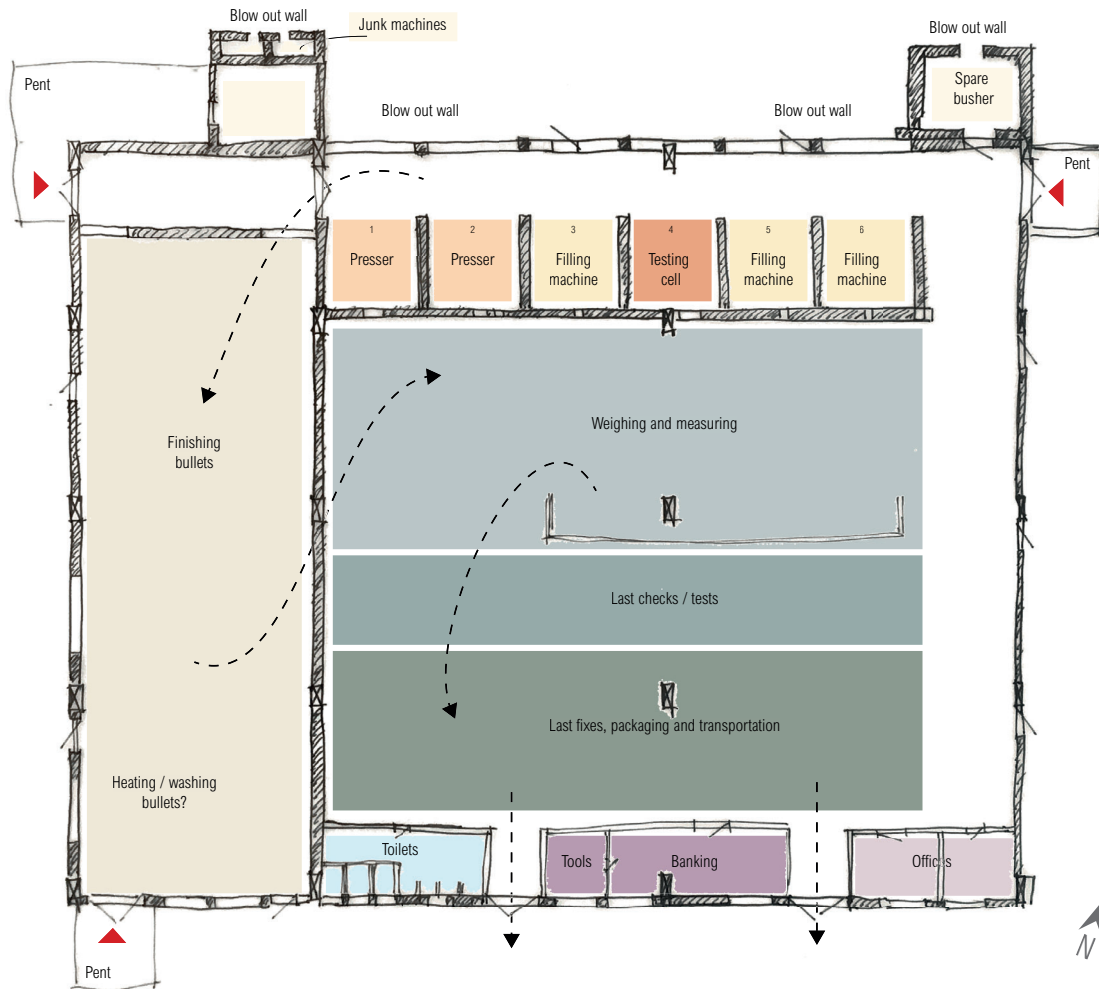 Blow out wall
Junk machines
Blow out wall
Pent
Spare
busher
Blow out wall
Blow out wall
Pent
1
Presser
2
Presser
3
Filling
machine
4
Testing
cell
5
Filling
machine
6
Filling
machine
Weighing and measuring
Finishing
bullets
Last checks / tests
Last fixes, packaging and transportation
Heating / washing
bullets?
Toilets
Tools
Banking
Offices
N
Pent